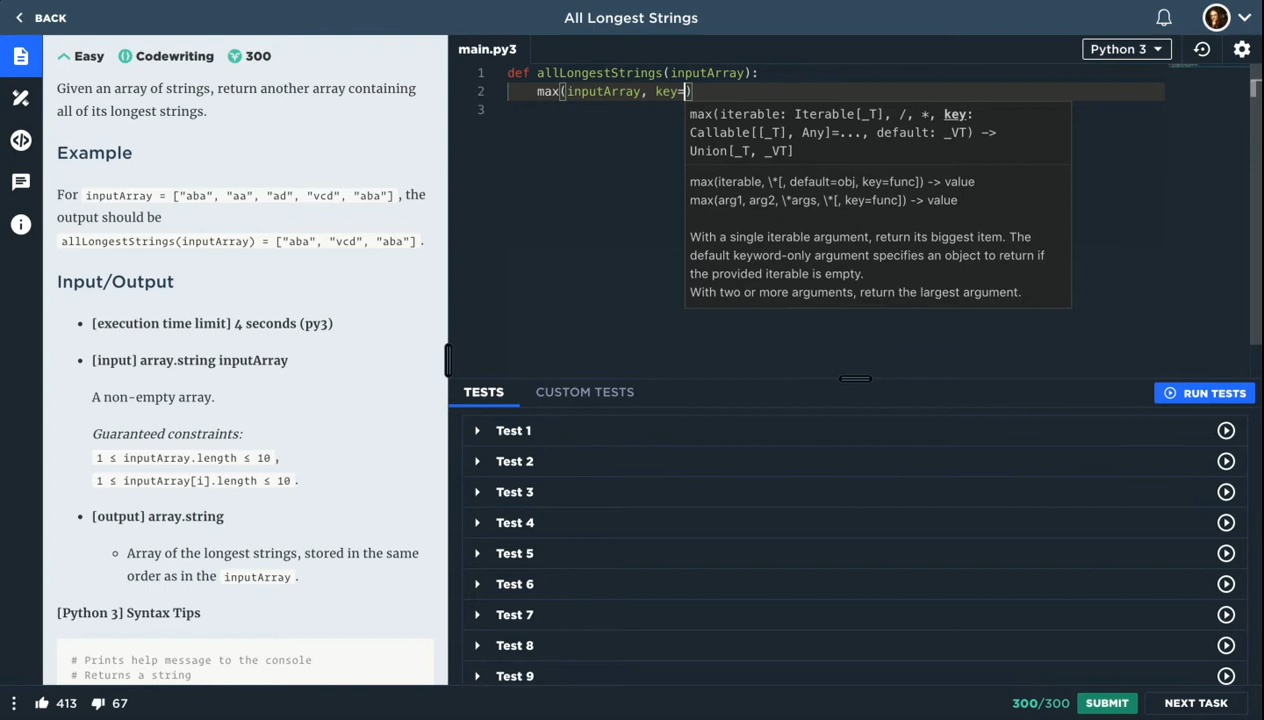 BACK
All Longest Strings
Easy Codewriting 300
Given an array of strings, return another array containing
all of its longest strings.
Example
For inputArray = ["aba", "aa", "ad", "vcd", "aba"] , the
output should be
allLongestStrings(inputArray) = ["aba", "vcd", "aba"] .
Input/Output
• [execution time limit] 4 seconds (py3)
• [input] array.string inputArray
A non-empty array.
Guaranteed constraints:
1 ≤ inputArray.length ≤ 10 ,
1 ≤ inputArray[i].length ≤ 10 .
• [output] array.string
◦ Array of the longest strings, stored in the same
order as in the inputArray .
[Python 3] Syntax Tips
# Prints help message to the console
# Returns a string
413 67
main.py3
Python 3
1 def allLongestStrings(inputArray):
2 max(inputArray, key=)
3
max(iterable: Iterable[_T], /, *, key:
Callable[[_T], Any]=..., default: _VT) ->
Union[_T, _VT]
max(iterable, \*[, default=obj, key=func]) -> value
max(arg1, arg2, \*args, \*[, key=func]) -> value
With a single iterable argument, return its biggest item. The
default keyword-only argument specifies an object to return if
the provided iterable is empty.
With two or more arguments, return the largest argument.
TESTS CUSTOM TESTS
RUN TESTS
Test 1
Test 2
Test 3
Test 4
Test 5
Test 6
Test 7
Test 8
Test 9
300/300 SUBMIT NEXT TASK